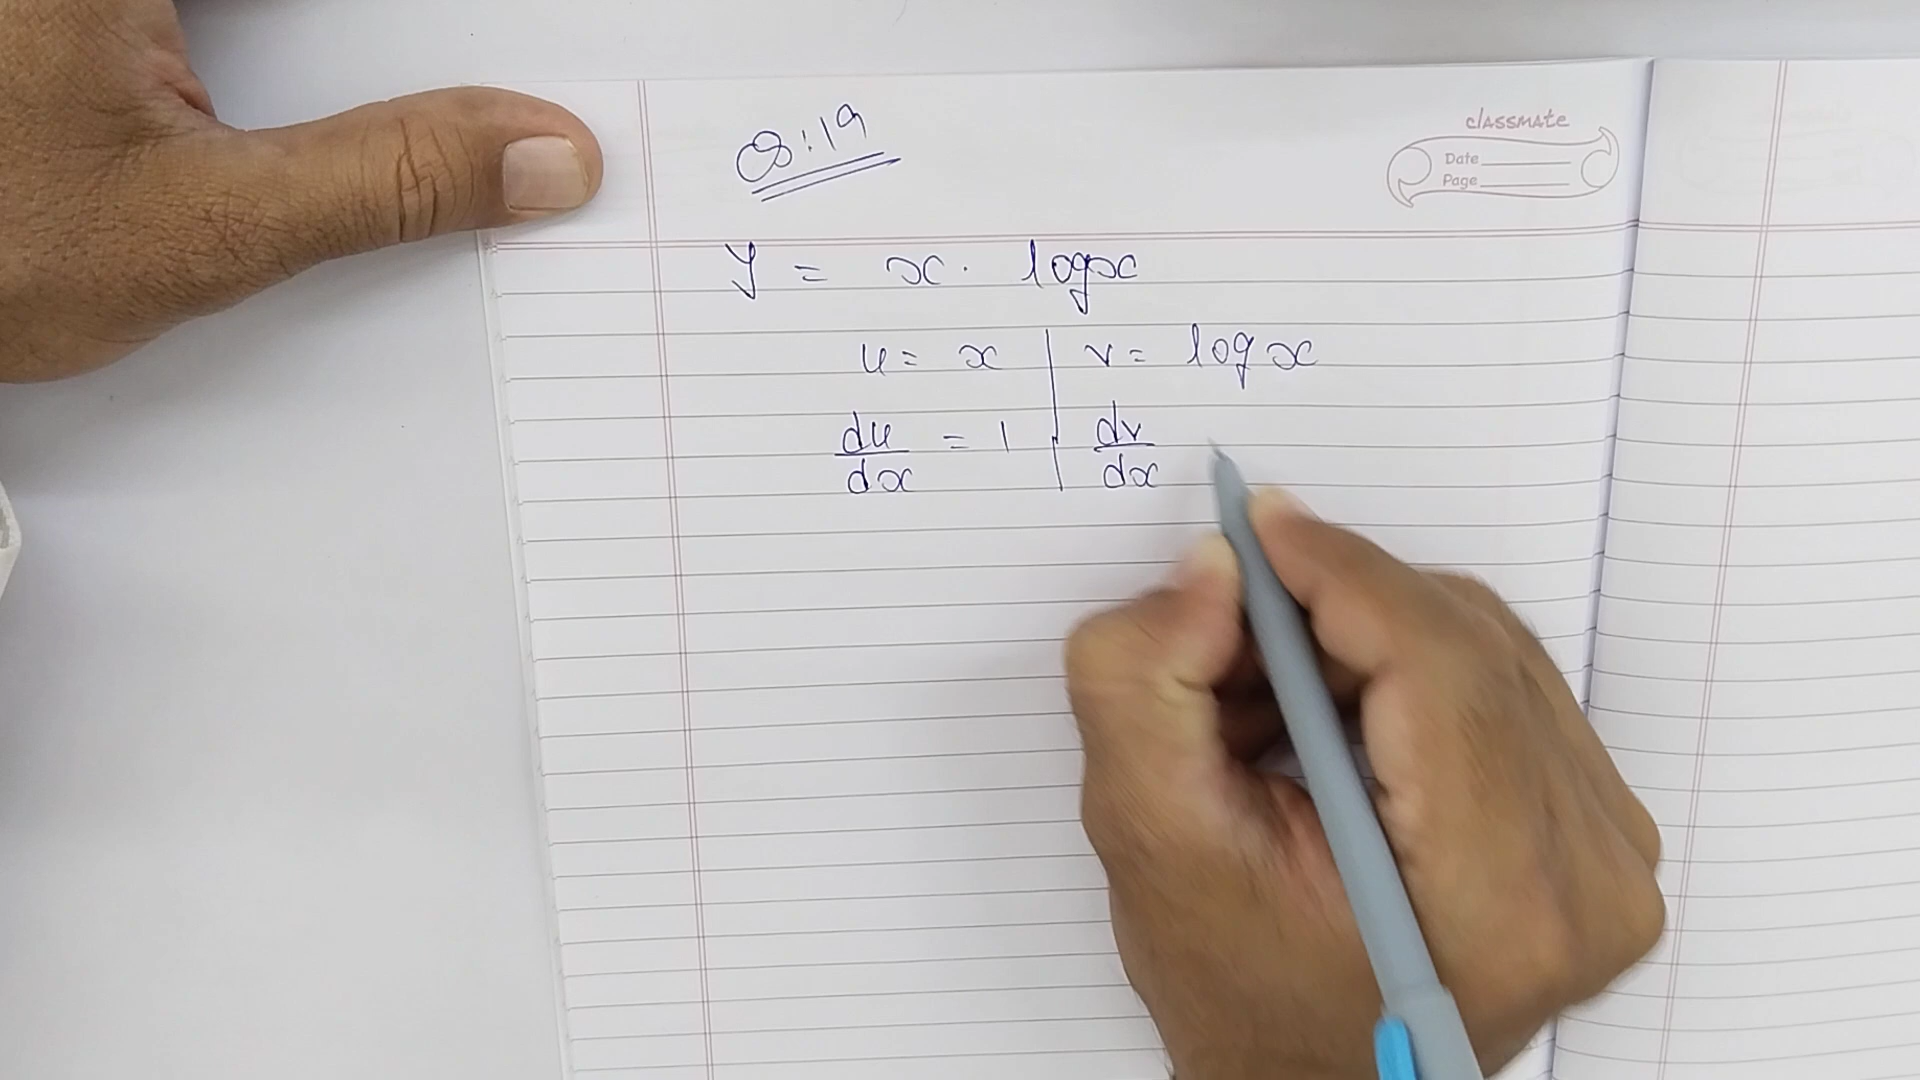 Q:19
classmate
Date
Page
y = x . logx
u = x | v = log x
du/dx = 1 | dv/dx